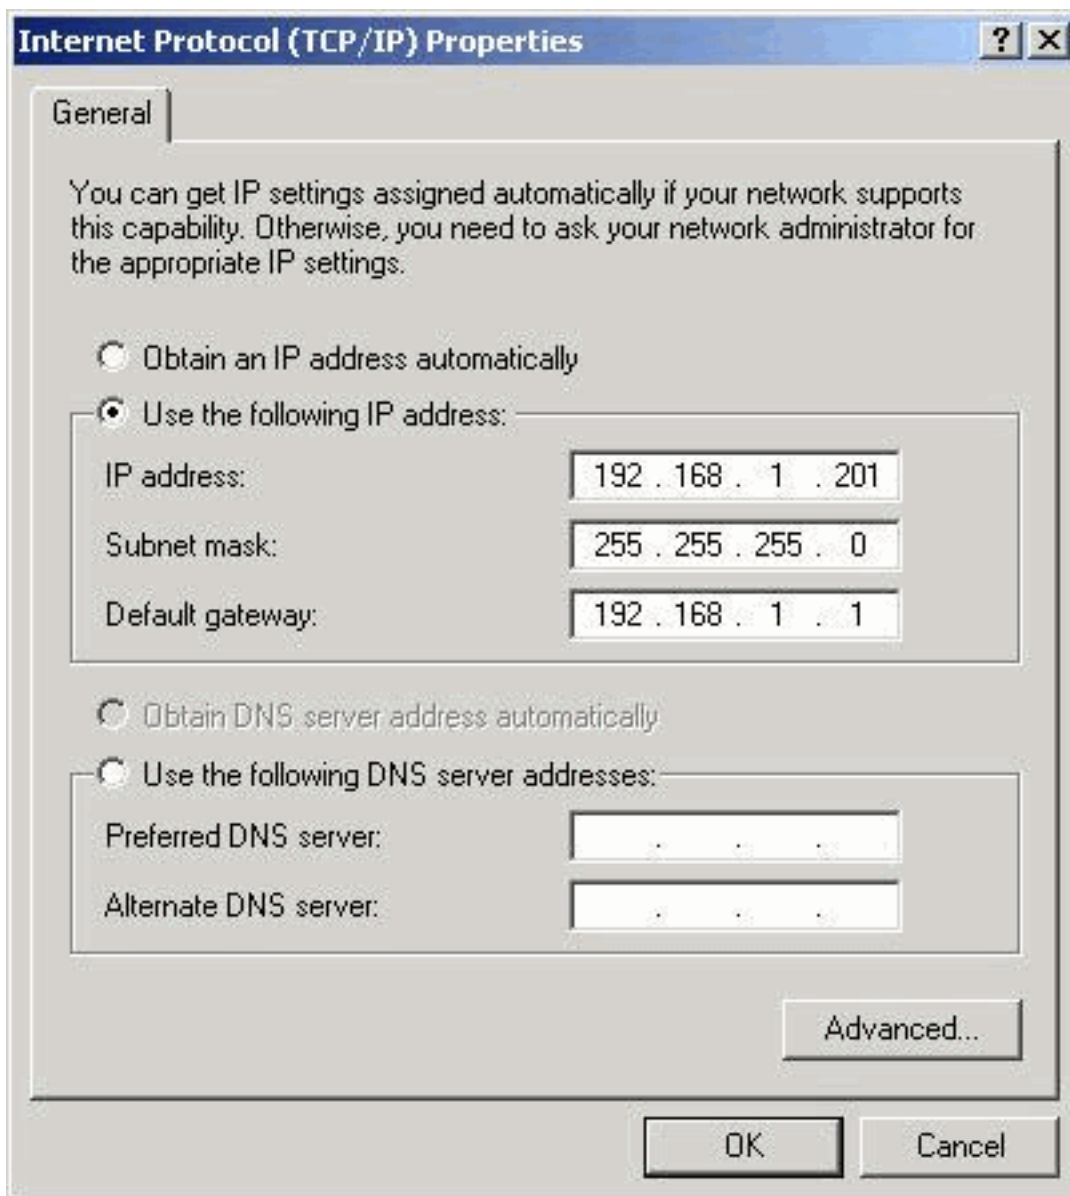 Internet Protocol (TCP/IP) Properties
General
You can get IP settings assigned automatically if your network supports
this capability. Otherwise, you need to ask your network administrator for
the appropriate IP settings.
Obtain an IP address automatically
Use the following IP address:
IP address: 192 . 168 . 1 . 201
Subnet mask: 255 . 255 . 255 . 0
Default gateway: 192 . 168 . 1 . 1
Obtain DNS server address automatically
Use the following DNS server addresses:
Preferred DNS server: . . .
Alternate DNS server: . . .
Advanced...
OK Cancel